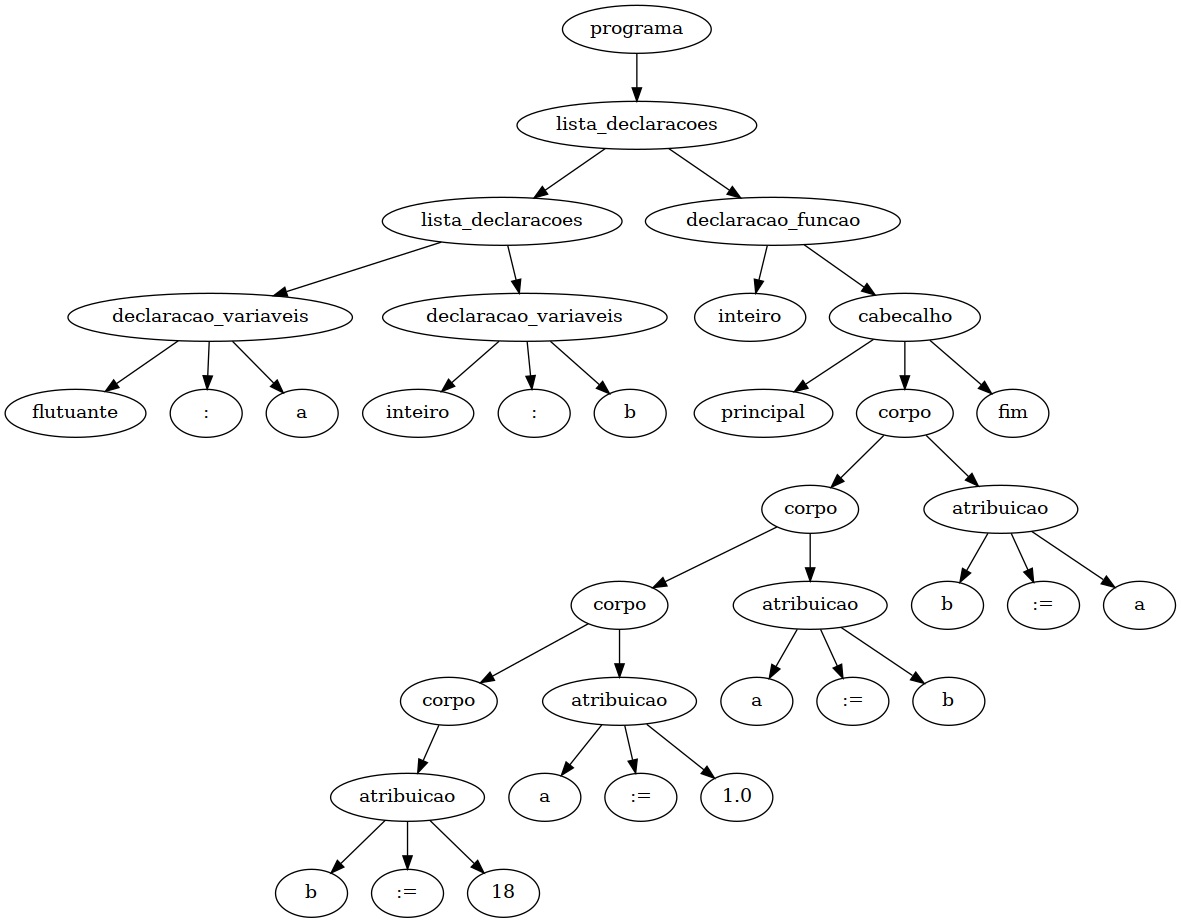 programa
lista_declaracoes
lista_declaracoes declaracao_funcao
declaracao_variaveis declaracao_variaveis inteiro cabecalho
flutuante : a inteiro : b principal corpo fim
corpo atribuicao
corpo atribuicao b := a
corpo atribuicao a := b
atribuicao a := 1.0
b := 18